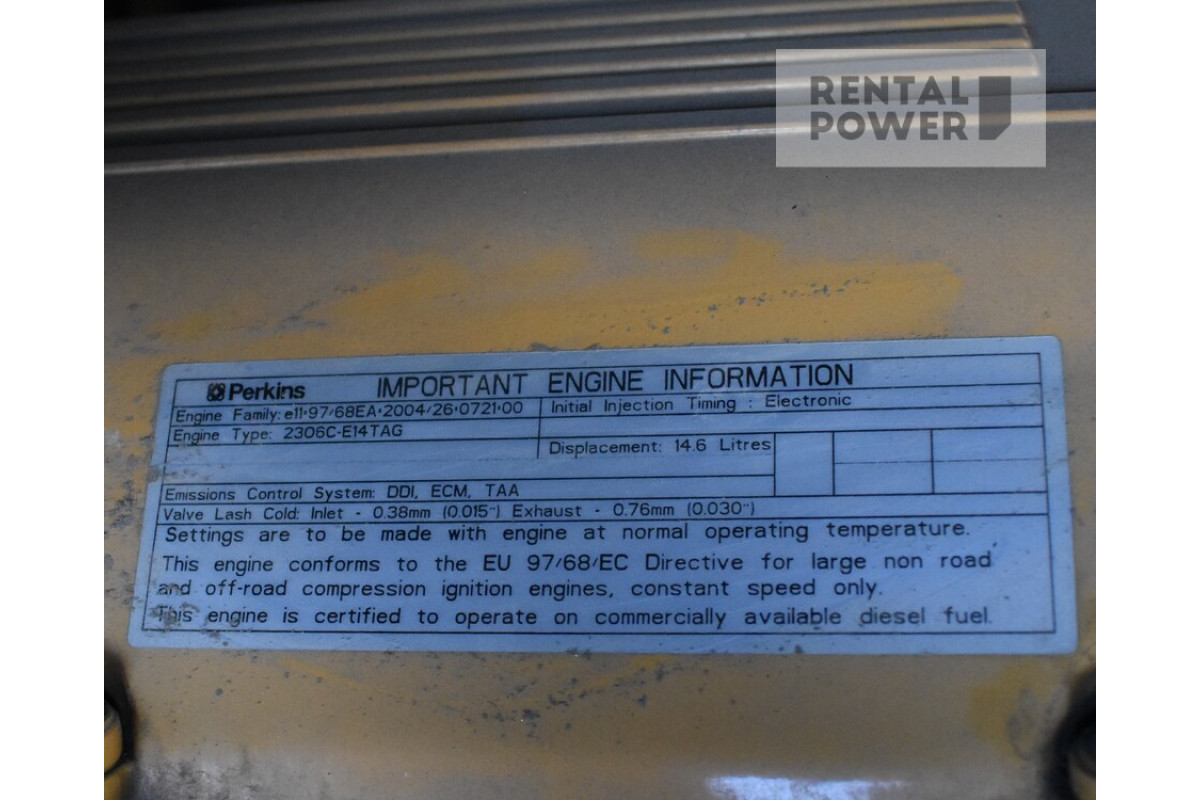 RENTAL
POWER
Perkins IMPORTANT ENGINE INFORMATION
Engine Family: e11•97/68EA•2004/26•0721•00 Initial Injection Timing : Electronic
Engine Type: 2306C-E14TAG
Displacement: 14.6 Litres
Emissions Control System: DDI, ECM, TAA
Valve Lash Cold: Inlet - 0.38mm (0.015") Exhaust - 0.76mm (0.030")
Settings are to be made with engine at normal operating temperature.
This engine conforms to the EU 97/68/EC Directive for large non road
and off-road compression ignition engines, constant speed only.
This engine is certified to operate on commercially available diesel fuel.